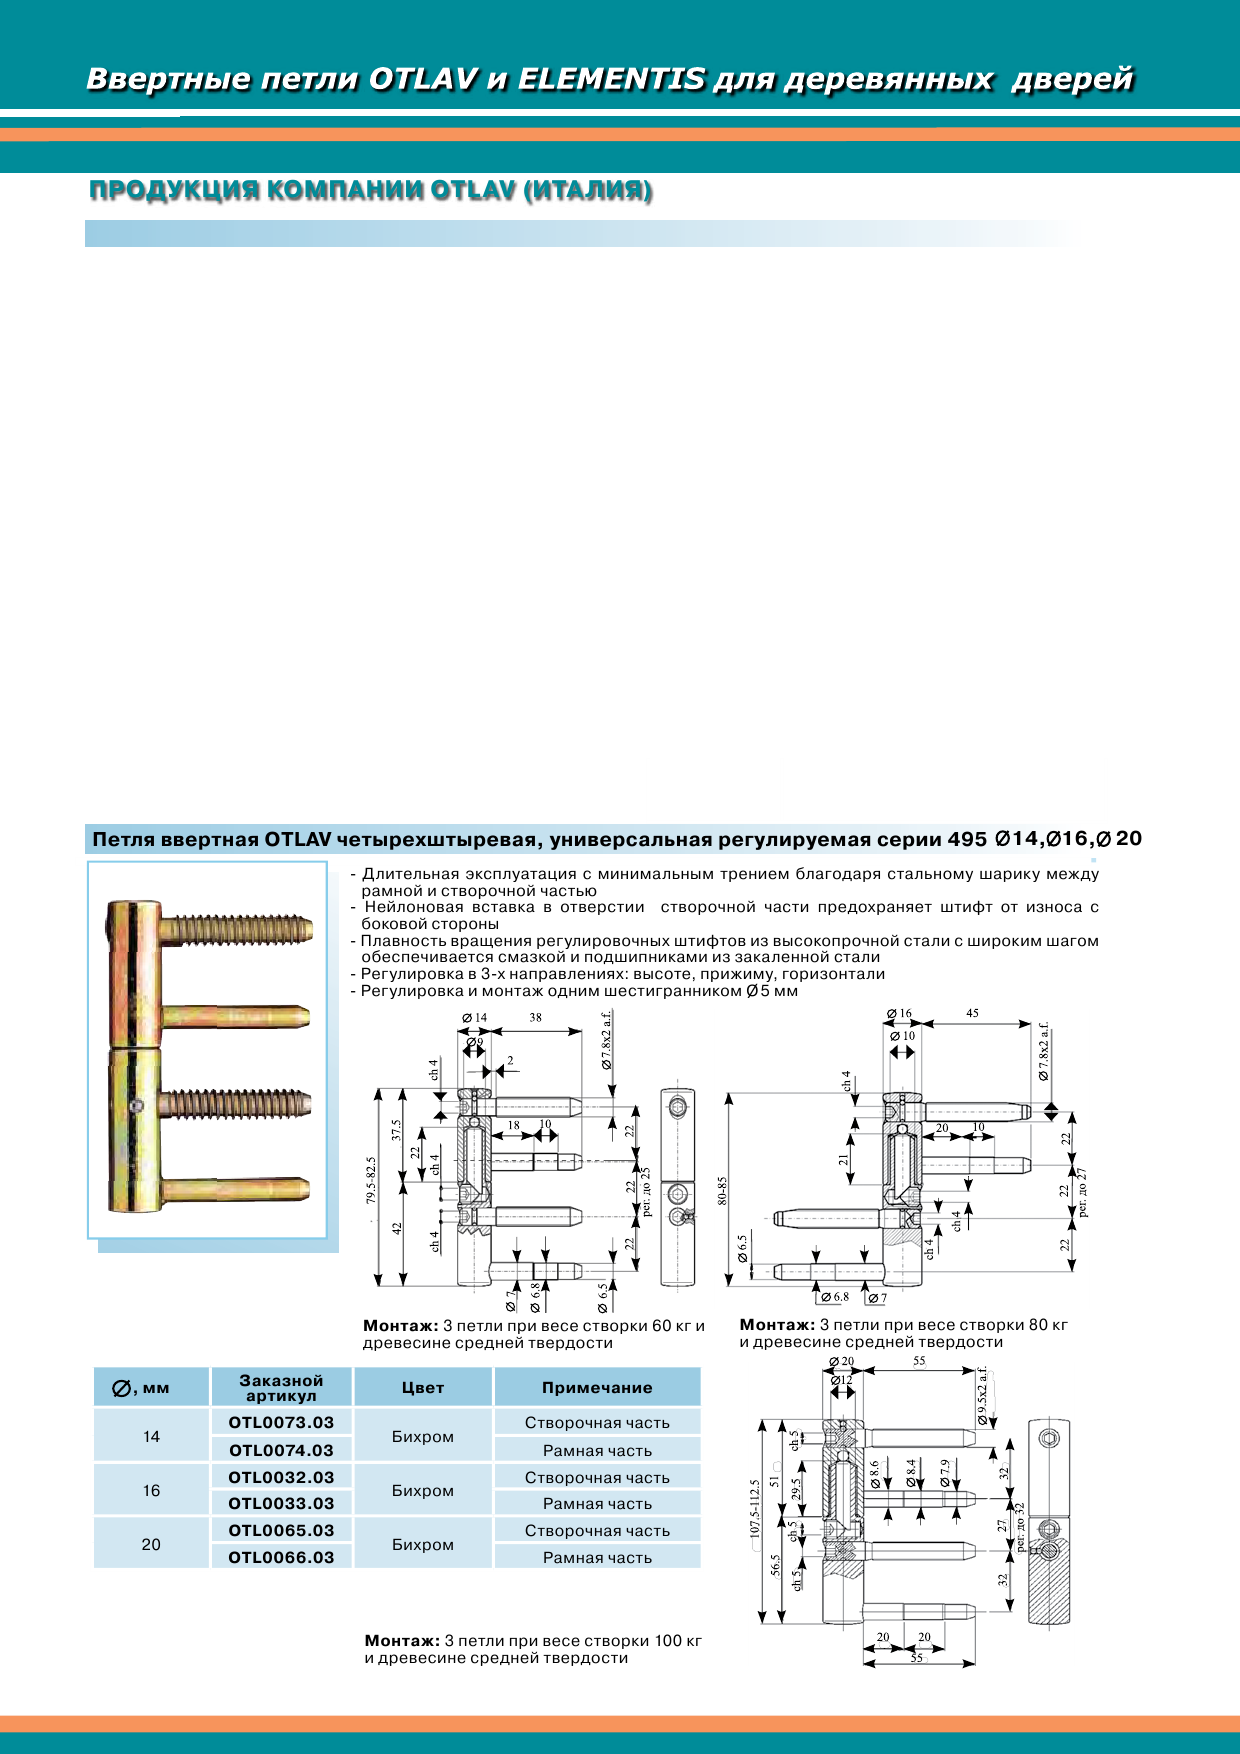 Ввертные петли OTLAV и ELEMENTIS для деревянных дверей
ПРОДУКЦИЯ КОМПАНИИ OTLAV (ИТАЛИЯ)
Петля ввертная OTLAV четырехштыревая, универсальная регулируемая серии 495 Ø14,Ø16,Ø 20
- Длительная эксплуатация с минимальным трением благодаря стальному шарику между
рамной и створочной частью
- Нейлоновая вставка в отверстии створочной части предохраняет штифт от износа с
боковой стороны
- Плавность вращения регулировочных штифтов из высокопрочной стали с широким шагом
обеспечивается смазкой и подшипниками из закаленной стали
- Регулировка в 3-х направлениях: высоте, прижиму, горизонтали
- Регулировка и монтаж одним шестигранником Ø5 мм
Ø 14
38
Ø9
2
Ø 7.8x2 a.f.
ch 4
37.5
22
18
10
22
79.5-82.5
ch 4
22
рег. до 25
42
ch 4
22
Ø 7
Ø 6.8
Ø 6.5
Монтаж: 3 петли при весе створки 60 кг и
древесине средней твердости
Ø 16
45
Ø 10
Ø 7.8x2 a.f.
ch 4
20
10
22
21
80-85
22
рег. до 27
ch 4
ch 4
22
Ø 6.5
Ø 6.8
Ø 7
Монтаж: 3 петли при весе створки 80 кг
и древесине средней твердости
Ø, мм
Заказной
артикул
Цвет
Примечание
14
OTL0073.03
Бихром
Створочная часть
OTL0074.03
Рамная часть
16
OTL0032.03
Бихром
Створочная часть
OTL0033.03
Рамная часть
20
OTL0065.03
Бихром
Створочная часть
OTL0066.03
Рамная часть
Ø 20
55
Ø12
Ø 9.5x2 a.f.
ch 5
51
29.5
Ø 8.6
Ø 8.4
Ø 7.9
32
107.5-112.5
ch 5
27
рег. до 32
56.5
ch 5
32
20
20
55
Монтаж: 3 петли при весе створки 100 кг
и древесине средней твердости